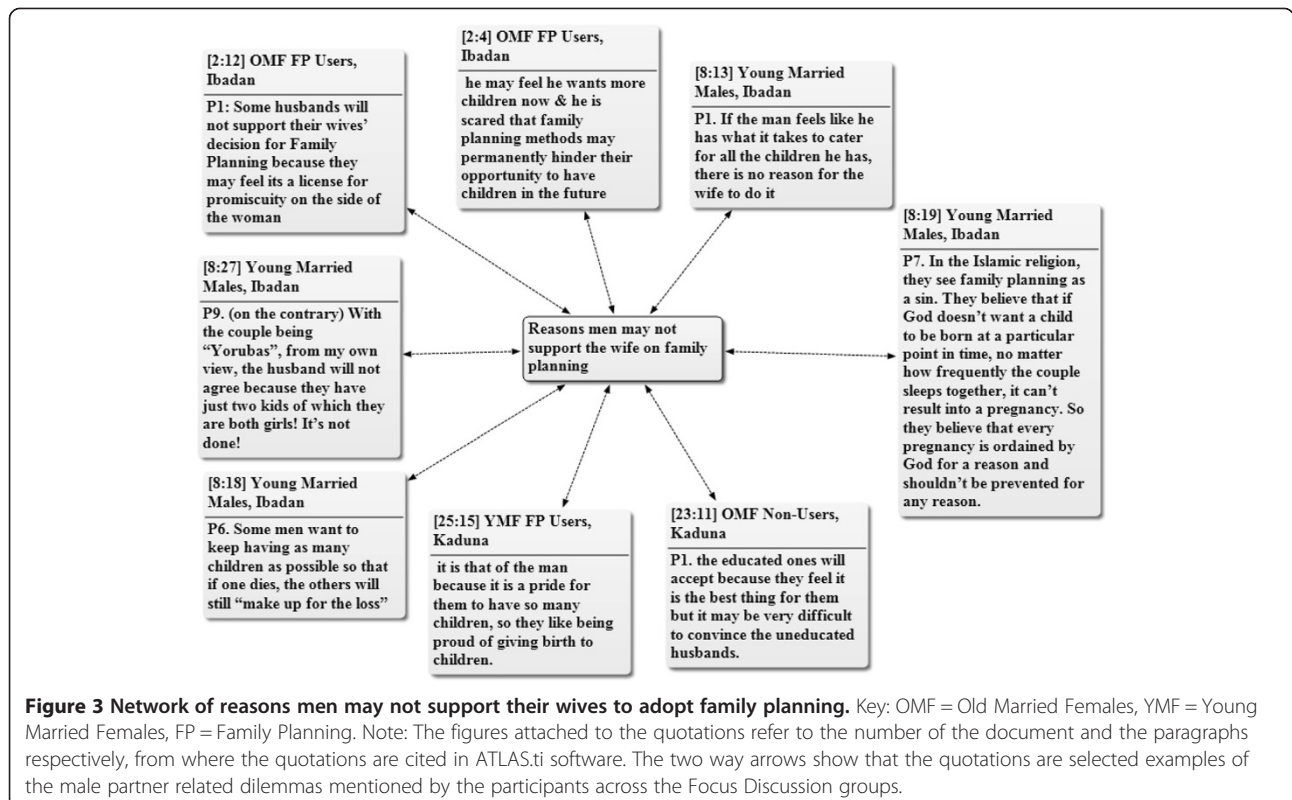 [2:12] OMF FP Users,
Ibadan
P1: Some husbands will
not support their wives’
decision for Family
Planning because they
may feel its a license for
promiscuity on the side of
the woman
[2:4] OMF FP Users,
Ibadan
he may feel he wants more
children now & he is
scared that family
planning methods may
permanently hinder their
opportunity to have
children in the future
[8:13] Young Married
Males, Ibadan
P1. If the man feels like he
has what it takes to cater
for all the children he has,
there is no reason for the
wife to do it
[8:19] Young Married
Males, Ibadan
P7. In the Islamic religion,
they see family planning as
a sin. They believe that if
God doesn’t want a child
to be born at a particular
point in time, no matter
how frequently the couple
sleeps together, it can’t
result into a pregnancy. So
they believe that every
pregnancy is ordained by
God for a reason and
shouldn’t be prevented for
any reason.
[8:27] Young Married
Males, Ibadan
P9. (on the contrary) With
the couple being
“Yorubas”, from my own
view, the husband will not
agree because they have
just two kids of which they
are both girls! It’s not
done!
Reasons men may not
support the wife on family
planning
[8:18] Young Married
Males, Ibadan
P6. Some men want to
keep having as many
children as possible so that
if one dies, the others will
still “make up for the loss”
[25:15] YMF FP Users,
Kaduna
it is that of the man
because it is a pride for
them to have so many
children, so they like being
proud of giving birth to
children.
[23:11] OMF Non-Users,
Kaduna
P1. the educated ones will
accept because they feel it
is the best thing for them
but it may be very difficult
to convince the uneducated
husbands.
Figure 3 Network of reasons men may not support their wives to adopt family planning. Key: OMF = Old Married Females, YMF = Young
Married Females, FP = Family Planning. Note: The figures attached to the quotations refer to the number of the document and the paragraphs
respectively, from where the quotations are cited in ATLAS.ti software. The two way arrows show that the quotations are selected examples of
the male partner related dilemmas mentioned by the participants across the Focus Discussion groups.